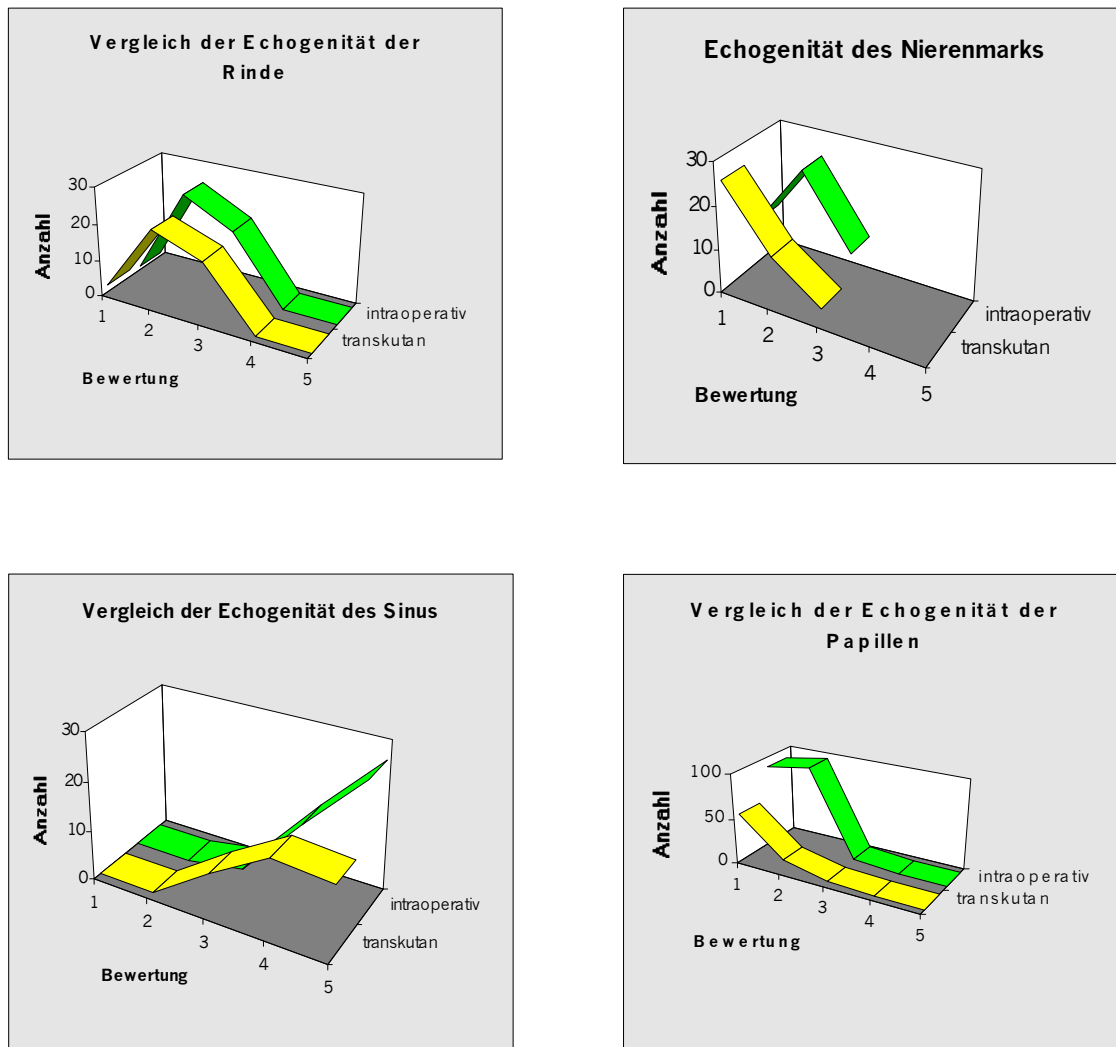 Vergleich der Echogenität der
Rinde
30
20
10
0
Anzahl
1
2
3
4
5
intraoperativ
transkutan
Bewertung
Echogenität des Nierenmarks
30
20
10
0
Anzahl
1
2
3
4
5
intraoperativ
transkutan
Bewertung
Vergleich der Echogenität des Sinus
30
20
10
0
Anzahl
1
2
3
4
5
intraoperativ
transkutan
Bewertung
Vergleich der Echogenität der
Papillen
100
50
0
Anzahl
1
2
3
4
5
intraoperativ
transkutan
Bewertung